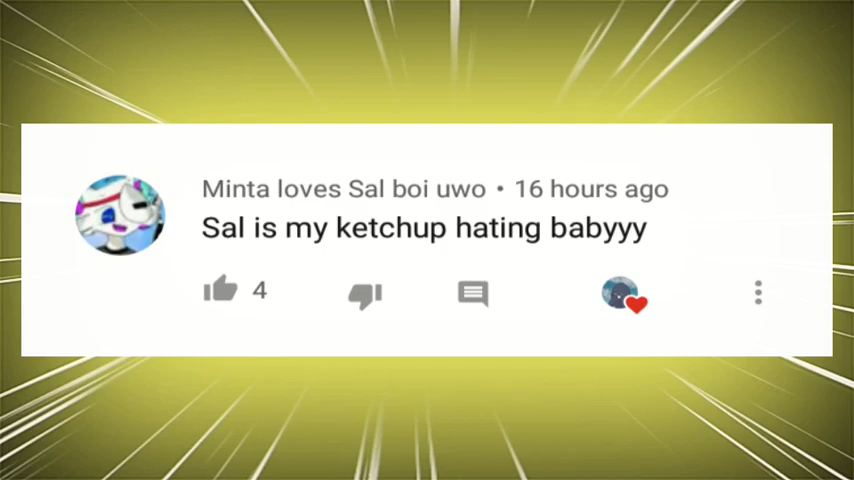 Minta loves Sal boi uwo • 16 hours ago
Sal is my ketchup hating babyyy
4